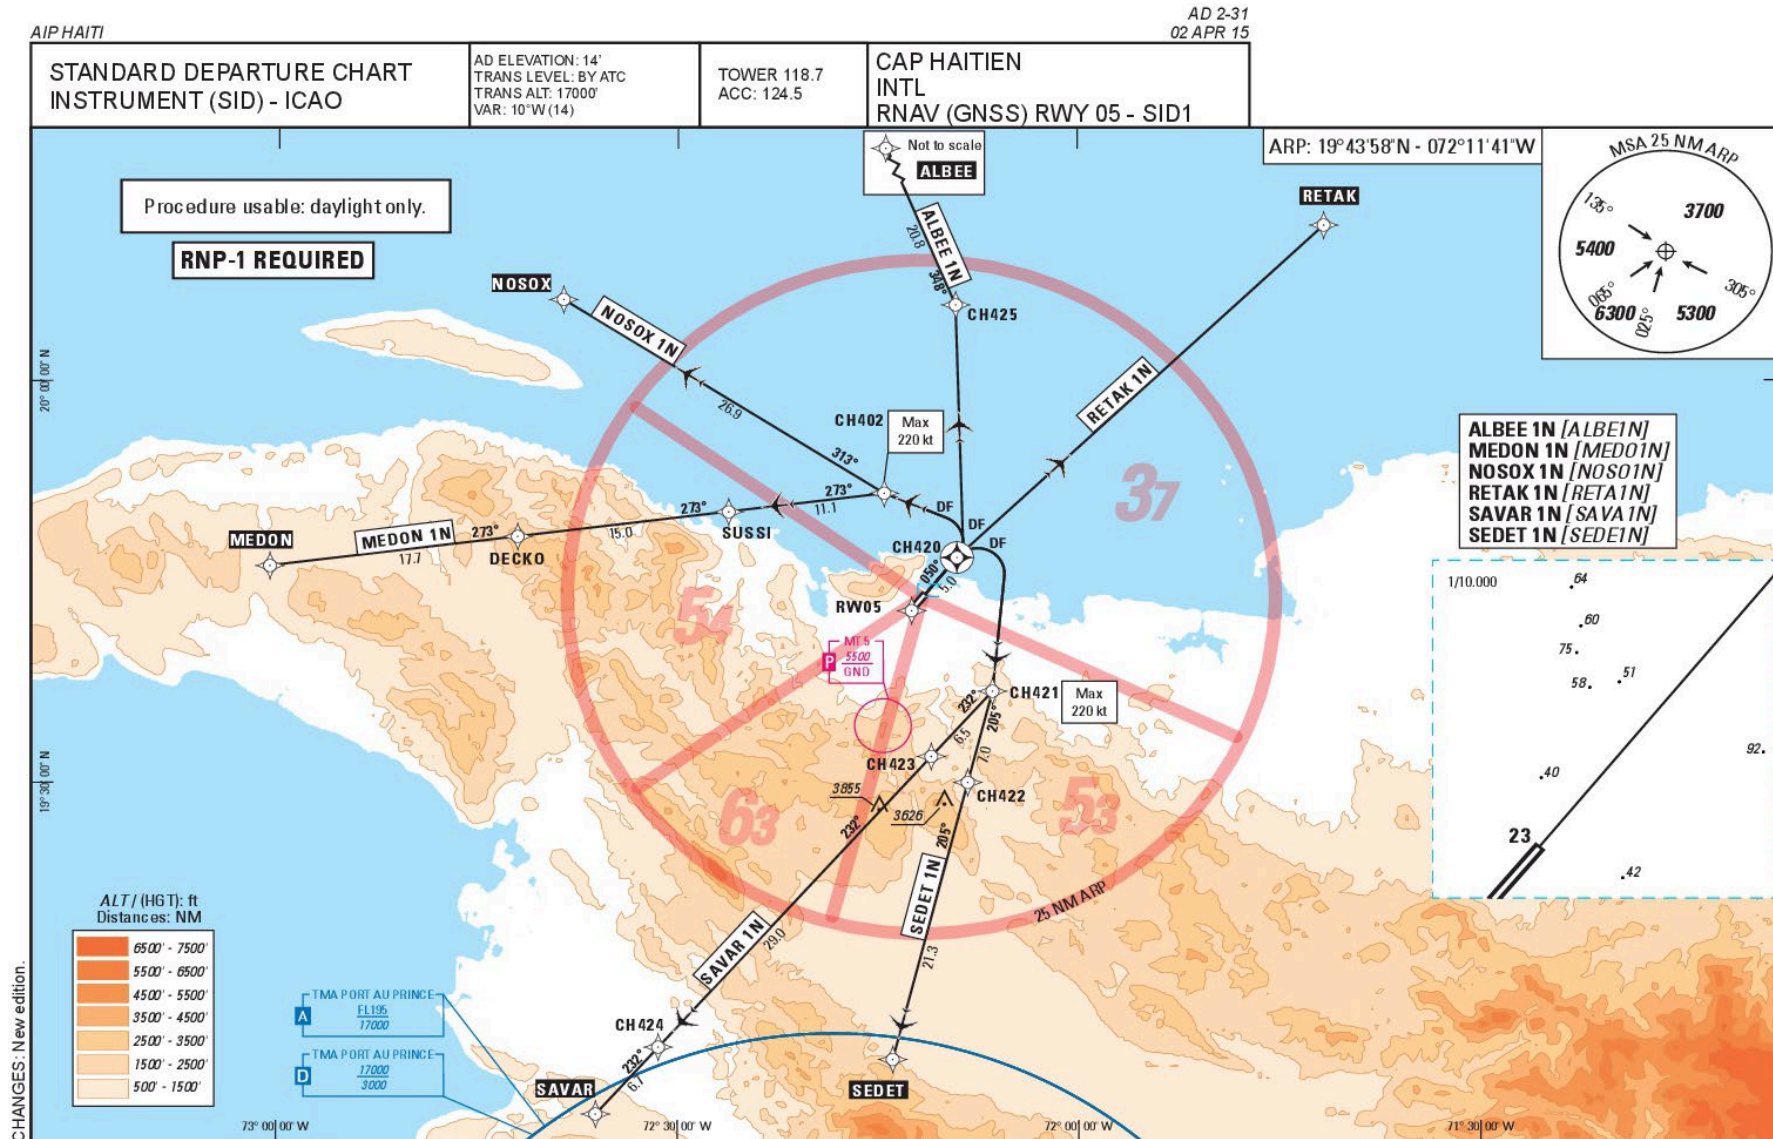 AIP HAITI
AD 2-31
02 APR 15
STANDARD DEPARTURE CHART
INSTRUMENT (SID) - ICAO
AD ELEVATION: 14'
TRANS LEVEL: BY ATC
TRANS ALT: 17000'
VAR: 10°W (14)
TOWER 118.7
ACC: 124.5
CAP HAITIEN
INTL
RNAV (GNSS) RWY 05 - SID1
Procedure usable: daylight only.
RNP-1 REQUIRED
Not to scale
ALBEE
ARP: 19°43'58"N - 072°11'41"W
MSA 25 NM ARP
135°
3700
5400
065°
6300
025°
5300
305°
RETAK
ALBEE 1N
20.8
348°
CH425
NOSOX
NOSOX 1N
26.9
313°
RETAK 1N
20° 00' 00" N
CH402
Max
220 kt
37
ALBEE 1N [ALBE1N]
MEDON 1N [MEDO1N]
NOSOX 1N [NOSO1N]
RETAK 1N [RETA1N]
SAVAR 1N [SAVA1N]
SEDET 1N [SEDE1N]
273°
11.1
273°
SUSSI
DF
DF
DF
MEDON
MEDON 1N
17.7
273°
DECKO
15.0
CH420
050°
5.0
RW05
54
MT 5
P
5500
GND
CH421
Max
220 kt
232°
6.5
205°
7.0
CH423
CH422
3855
3626
232°
205°
63
53
19° 30' 00" N
1/10.000
64
60
75
58
51
92
40
23
42
25 NM ARP
SEDET 1N
21.3
SAVAR 1N
29.0
ALT / (HGT): ft
Distances: NM
6500' - 7500'
5500' - 6500'
4500' - 5500'
3500' - 4500'
2500' - 3500'
1500' - 2500'
500' - 1500'
TMA PORT AU PRINCE
A
FL195
17000
TMA PORT AU PRINCE
D
17000
3000
CH424
232°
6.7
SAVAR
SEDET
73° 00' 00" W
72° 30' 00" W
72° 00' 00" W
71° 30' 00" W
CHANGES: New edition.